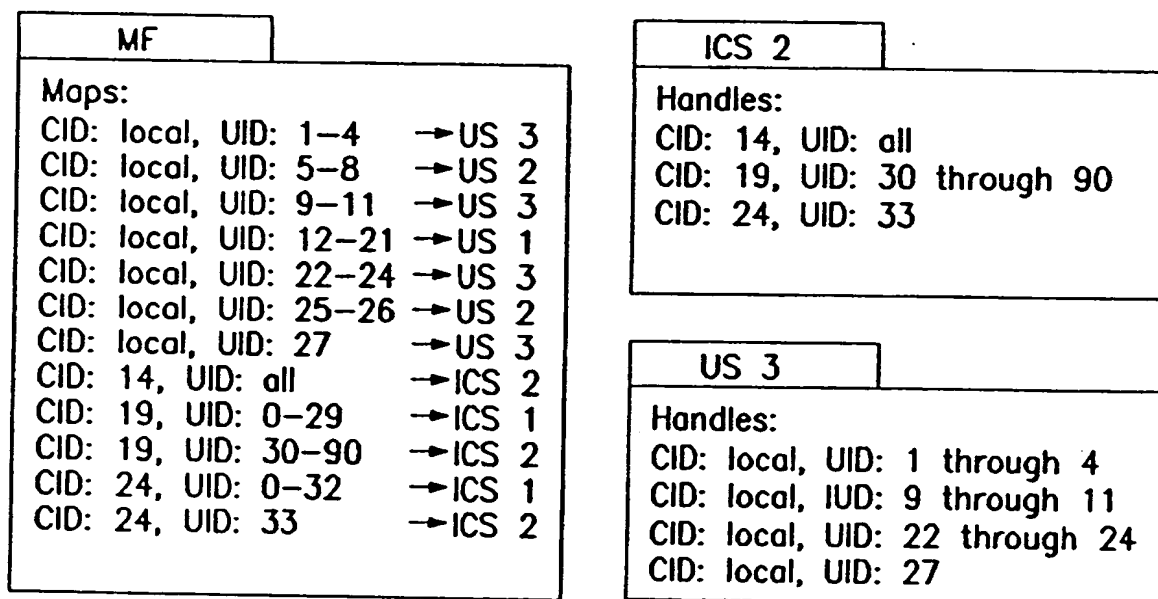 MF
Maps:
CID: local, UID: 1–4 →US 3
CID: local, UID: 5–8 →US 2
CID: local, UID: 9–11 →US 3
CID: local, UID: 12–21 →US 1
CID: local, UID: 22–24 →US 3
CID: local, UID: 25–26 →US 2
CID: local, UID: 27 →US 3
CID: 14, UID: all →ICS 2
CID: 19, UID: 0–29 →ICS 1
CID: 19, UID: 30–90 →ICS 2
CID: 24, UID: 0–32 →ICS 1
CID: 24, UID: 33 →ICS 2
ICS 2
Handles:
CID: 14, UID: all
CID: 19, UID: 30 through 90
CID: 24, UID: 33
US 3
Handles:
CID: local, UID: 1 through 4
CID: local, IUD: 9 through 11
CID: local, UID: 22 through 24
CID: local, UID: 27